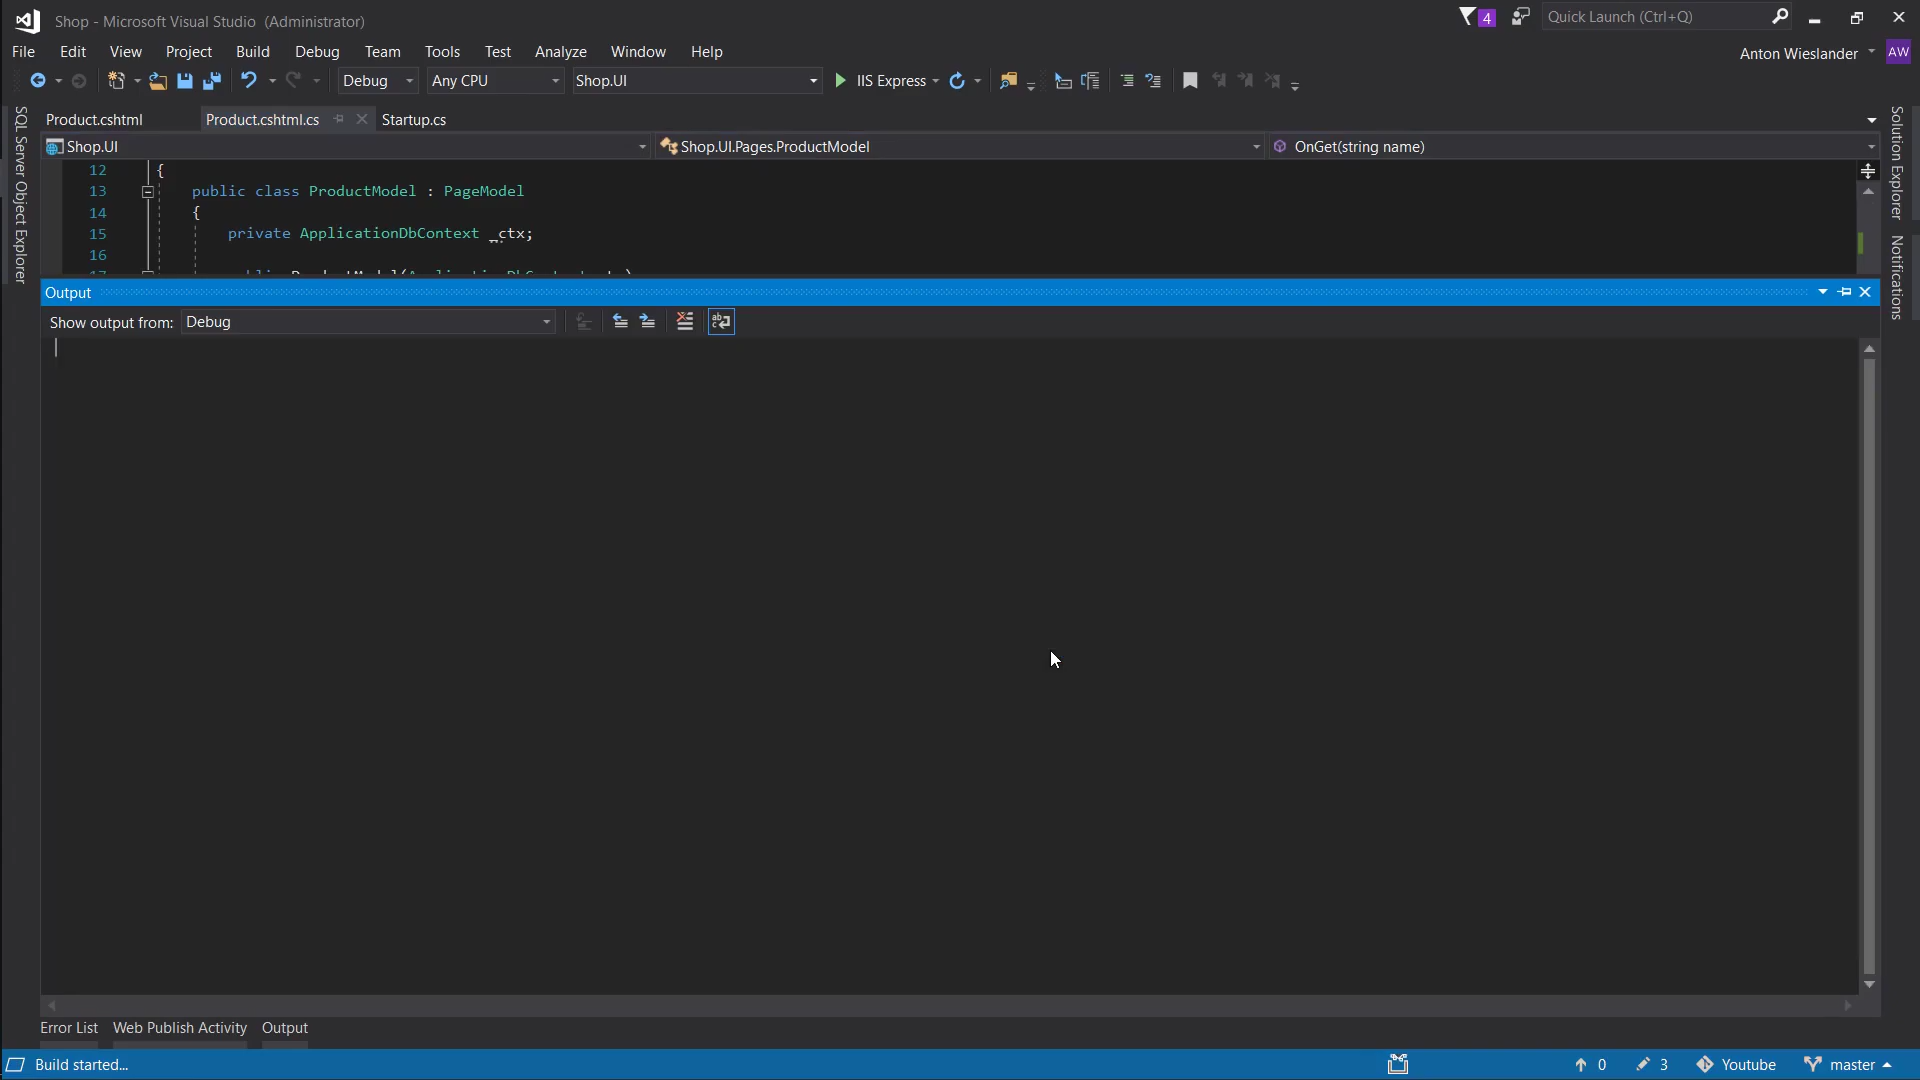 Shop - Microsoft Visual Studio (Administrator)
4
Quick Launch (Ctrl+Q)
File Edit View Project Build Debug Team Tools Test Analyze Window Help
Anton Wieslander AW
Debug Any CPU Shop.UI IIS Express
SQL Server Object Explorer
Product.cshtml Product.cshtml.cs Startup.cs
Shop.UI Shop.UI.Pages.ProductModel OnGet(string name)
12 {
13 public class ProductModel : PageModel
14 {
15 private ApplicationDbContext _ctx;
16
Solution Explorer
Notifications
Output
Show output from: Debug
Error List Web Publish Activity Output
Build started...
0 3 Youtube master